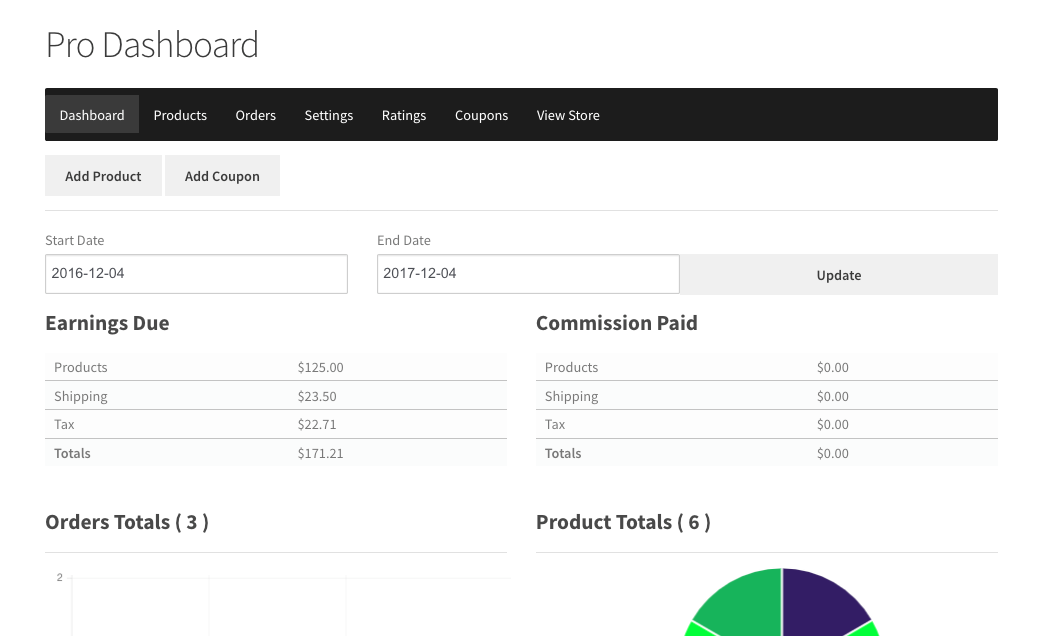 Pro Dashboard
Dashboard Products Orders Settings Ratings Coupons View Store
Add Product Add Coupon
Start Date End Date
2016-12-04 2017-12-04 Update
Earnings Due Commission Paid
Products $125.00 Products $0.00
Shipping $23.50 Shipping $0.00
Tax $22.71 Tax $0.00
Totals $171.21 Totals $0.00
Orders Totals ( 3 ) Product Totals ( 6 )
2